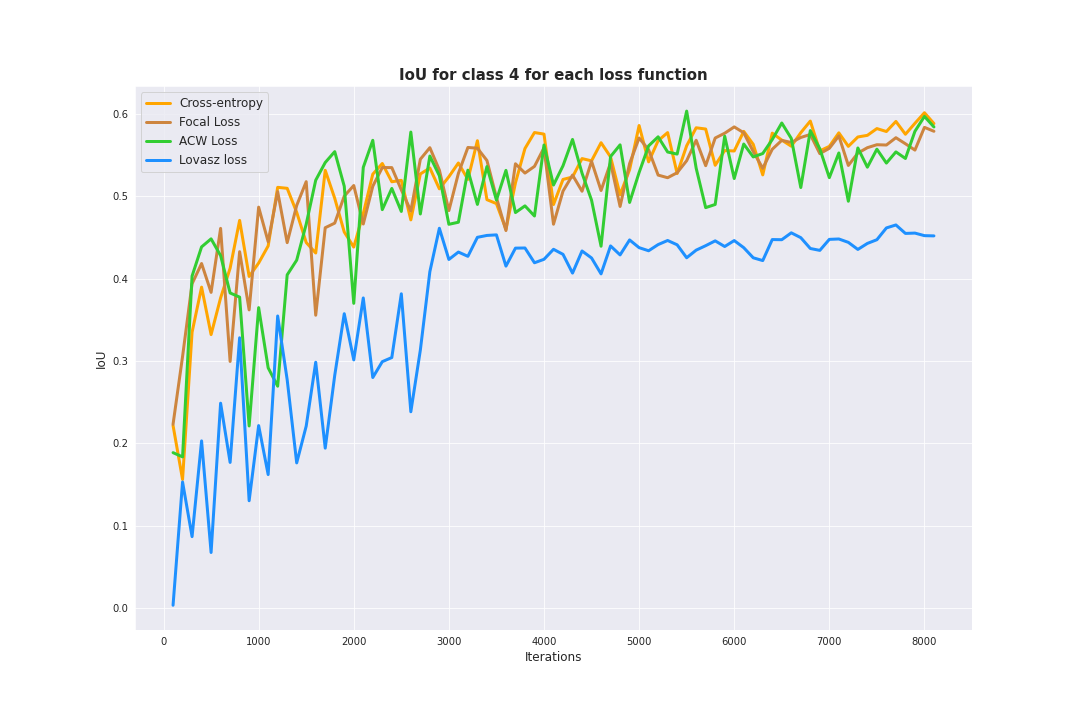 IoU for class 4 for each loss function
Cross-entropy
Focal Loss
ACW Loss
Lovasz loss
0.6
0.5
0.4
0.3
0.2
0.1
0.0
IoU
0 1000 2000 3000 4000 5000 6000 7000 8000
Iterations